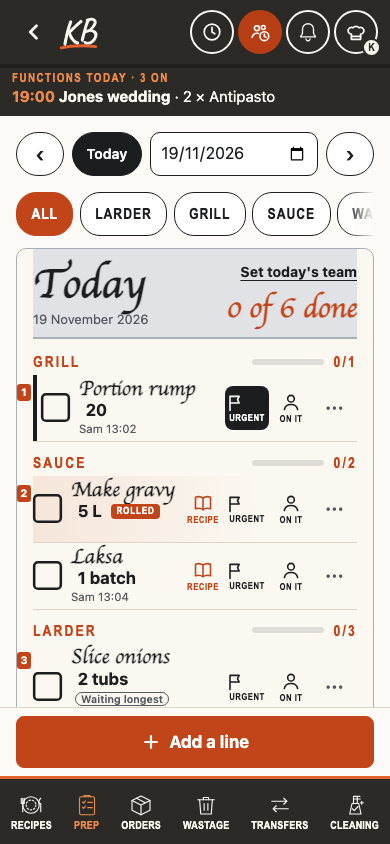 KB
K
FUNCTIONS TODAY · 3 ON
19:00 Jones wedding · 2 × Antipasto
‹ Today 19/11/2026 ›
ALL LARDER GRILL SAUCE WA
Today Set today's team
19 November 2026 0 of 6 done
GRILL 0/1
1 Portion rump
20 URGENT ON IT ...
Sam 13:02
SAUCE 0/2
2 Make gravy
5 L ROLLED RECIPE URGENT ON IT ...
Laksa
1 batch RECIPE URGENT ON IT ...
Sam 13:04
LARDER 0/3
3 Slice onions
2 tubs URGENT ON IT ...
Waiting longest
+ Add a line
RECIPES PREP ORDERS WASTAGE TRANSFERS CLEANING